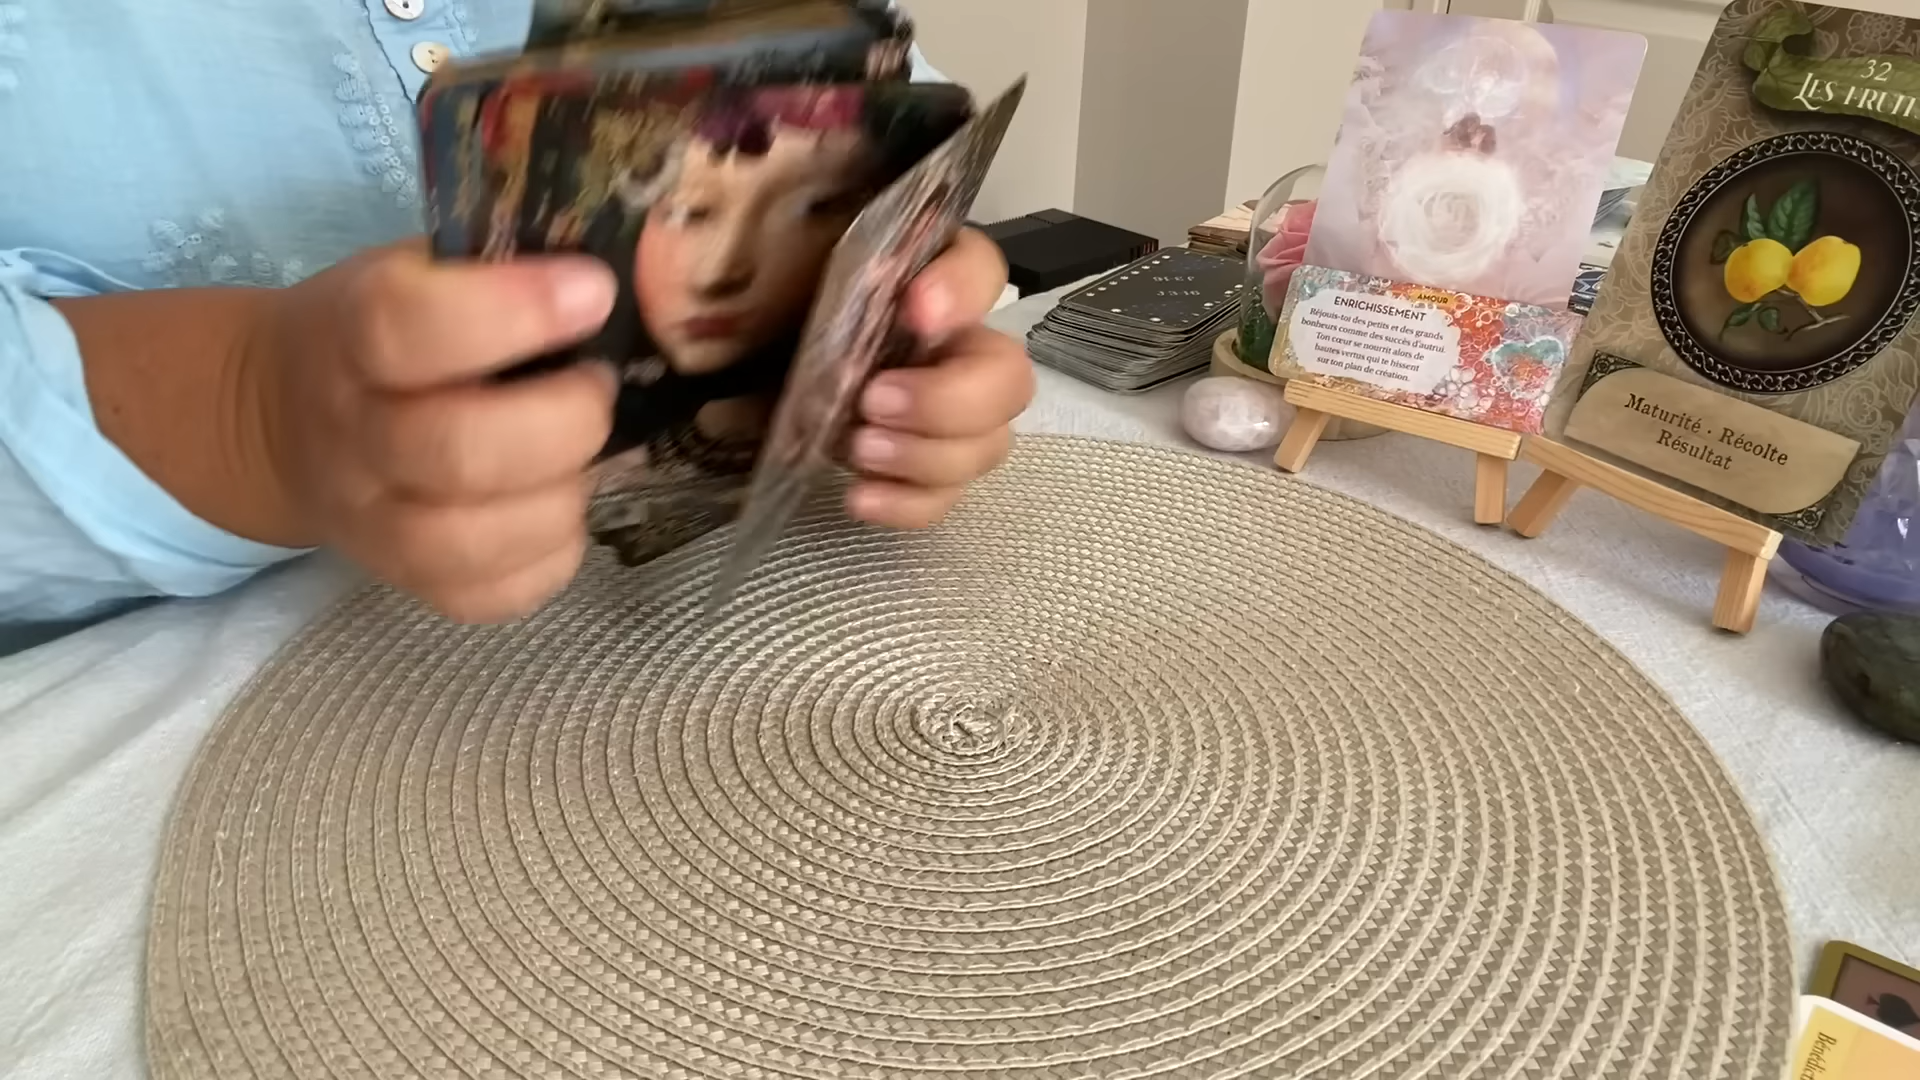 32
LES FRUITS
AMOUR
ENRICHISSEMENT
Réjouis-toi des petits et des grands
bonheurs comme des succès d'autrui.
Ton cœur se nourrit alors de
hautes vertus qui te hissent
sur ton plan de création.
Maturité · Récolte
Résultat